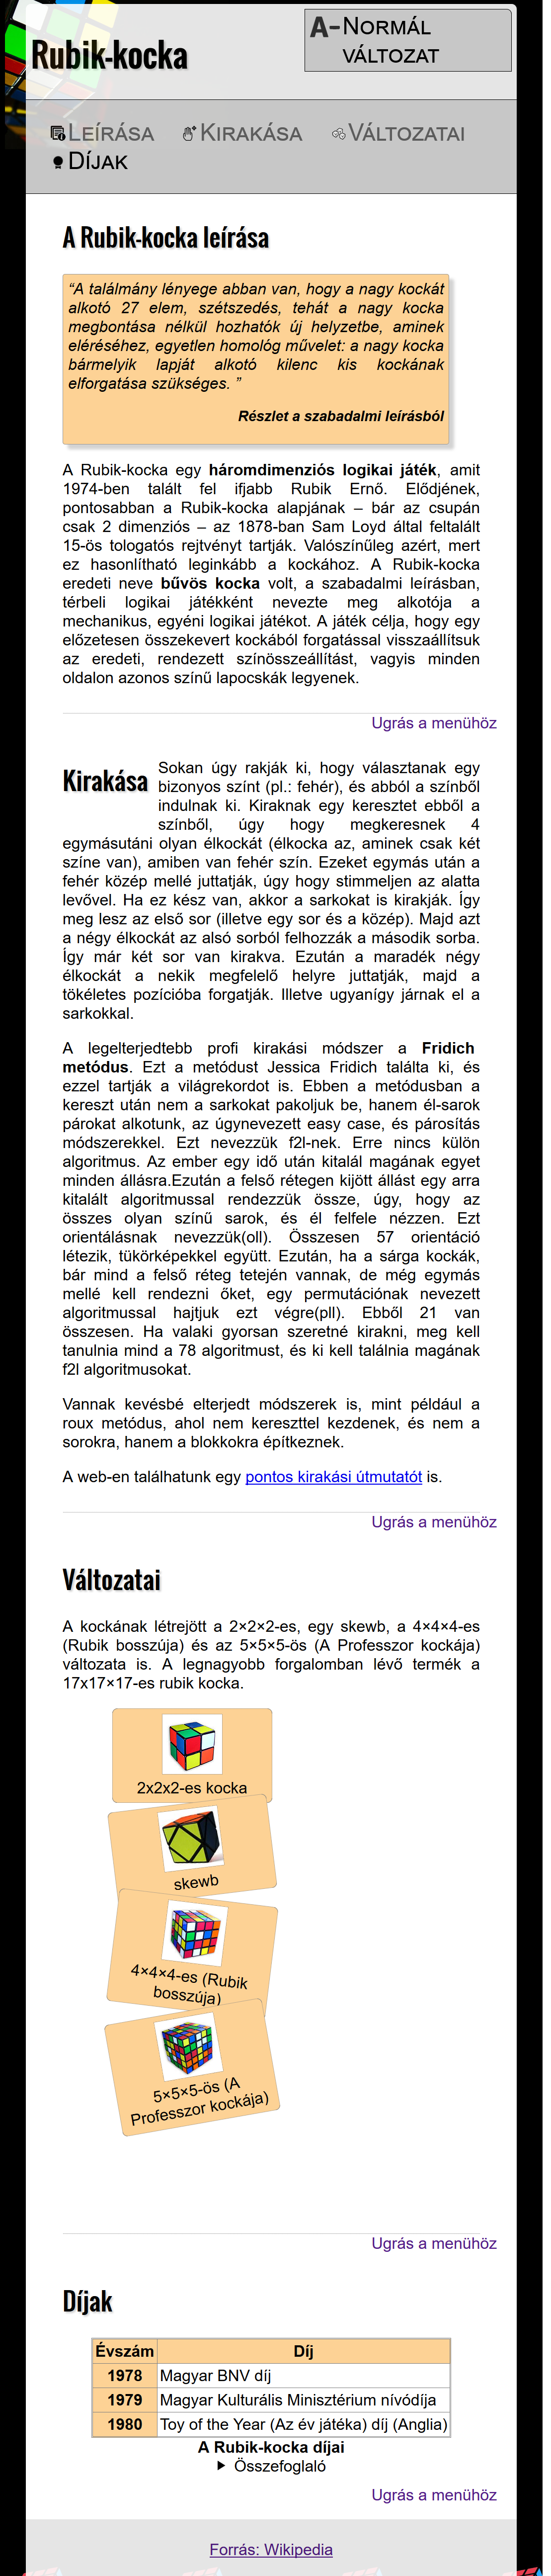 Rubik-kocka
A- NORMÁL
VÁLTOZAT
LEÍRÁSA KIRAKÁSA VÁLTOZATAI
DÍJAK
A Rubik-kocka leírása
“A találmány lényege abban van, hogy a nagy kockát
alkotó 27 elem, szétszedés, tehát a nagy kocka
megbontása nélkül hozhatók új helyzetbe, aminek
eléréséhez, egyetlen homológ művelet: a nagy kocka
bármelyik lapját alkotó kilenc kis kockának
elforgatása szükséges. ”
Részlet a szabadalmi leírásból
A Rubik-kocka egy háromdimenziós logikai játék, amit
1974-ben talált fel ifjabb Rubik Ernő. Elődjének,
pontosabban a Rubik-kocka alapjának – bár az csupán
csak 2 dimenziós – az 1878-ban Sam Loyd által feltalált
15-ös tologatós rejtvényt tartják. Valószínűleg azért, mert
ez hasonlítható leginkább a kockához. A Rubik-kocka
eredeti neve bűvös kocka volt, a szabadalmi leírásban,
térbeli logikai játékként nevezte meg alkotója a
mechanikus, egyéni logikai játékot. A játék célja, hogy egy
előzetesen összekevert kockából forgatással visszaállítsuk
az eredeti, rendezett színösszeállítást, vagyis minden
oldalon azonos színű lapocskák legyenek.
Ugrás a menühöz
Kirakása
Sokan úgy rakják ki, hogy választanak egy
bizonyos színt (pl.: fehér), és abból a színből
indulnak ki. Kiraknak egy keresztet ebből a
színből, úgy hogy megkeresnek 4
egymásutáni olyan élkockát (élkocka az, aminek csak két
színe van), amiben van fehér szín. Ezeket egymás után a
fehér közép mellé juttatják, úgy hogy stimmeljen az alatta
levővel. Ha ez kész van, akkor a sarkokat is kirakják. Így
meg lesz az első sor (illetve egy sor és a közép). Majd azt
a négy élkockát az alsó sorból felhozzák a második sorba.
Így már két sor van kirakva. Ezután a maradék négy
élkockát a nekik megfelelő helyre juttatják, majd a
tökéletes pozícióba forgatják. Illetve ugyanígy járnak el a
sarkokkal.
A legelterjedtebb profi kirakási módszer a Fridich
metódus. Ezt a metódust Jessica Fridich találta ki, és
ezzel tartják a világrekordot is. Ebben a metódusban a
kereszt után nem a sarkokat pakoljuk be, hanem él-sarok
párokat alkotunk, az úgynevezett easy case, és párosítás
módszerekkel. Ezt nevezzük f2l-nek. Erre nincs külön
algoritmus. Az ember egy idő után kitalál magának egyet
minden állásra.Ezután a felső rétegen kijött állást egy arra
kitalált algoritmussal rendezzük össze, úgy, hogy az
összes olyan színű sarok, és él felfele nézzen. Ezt
orientálásnak nevezzük(oll). Összesen 57 orientáció
létezik, tükörképekkel együtt. Ezután, ha a sárga kockák,
bár mind a felső réteg tetején vannak, de még egymás
mellé kell rendezni őket, egy permutációnak nevezett
algoritmussal hajtjuk ezt végre(pll). Ebből 21 van
összesen. Ha valaki gyorsan szeretné kirakni, meg kell
tanulnia mind a 78 algoritmust, és ki kell találnia magának
f2l algoritmusokat.
Vannak kevésbé elterjedt módszerek is, mint például a
roux metódus, ahol nem kereszttel kezdenek, és nem a
sorokra, hanem a blokkokra építkeznek.
A web-en találhatunk egy pontos kirakási útmutatót is.
Ugrás a menühöz
Változatai
A kockának létrejött a 2×2×2-es, egy skewb, a 4×4×4-es
(Rubik bosszúja) és az 5×5×5-ös (A Professzor kockája)
változata is. A legnagyobb forgalomban lévő termék a
17x17×17-es rubik kocka.
2x2x2-es kocka
skewb
4×4×4-es (Rubik
bosszúja)
5×5×5-ös (A
Professzor kockája)
Ugrás a menühöz
Díjak
Évszám Díj
1978 Magyar BNV díj
1979 Magyar Kulturális Minisztérium nívódíja
1980 Toy of the Year (Az év játéka) díj (Anglia)
A Rubik-kocka díjai
Összefoglaló
Ugrás a menühöz
Forrás: Wikipedia